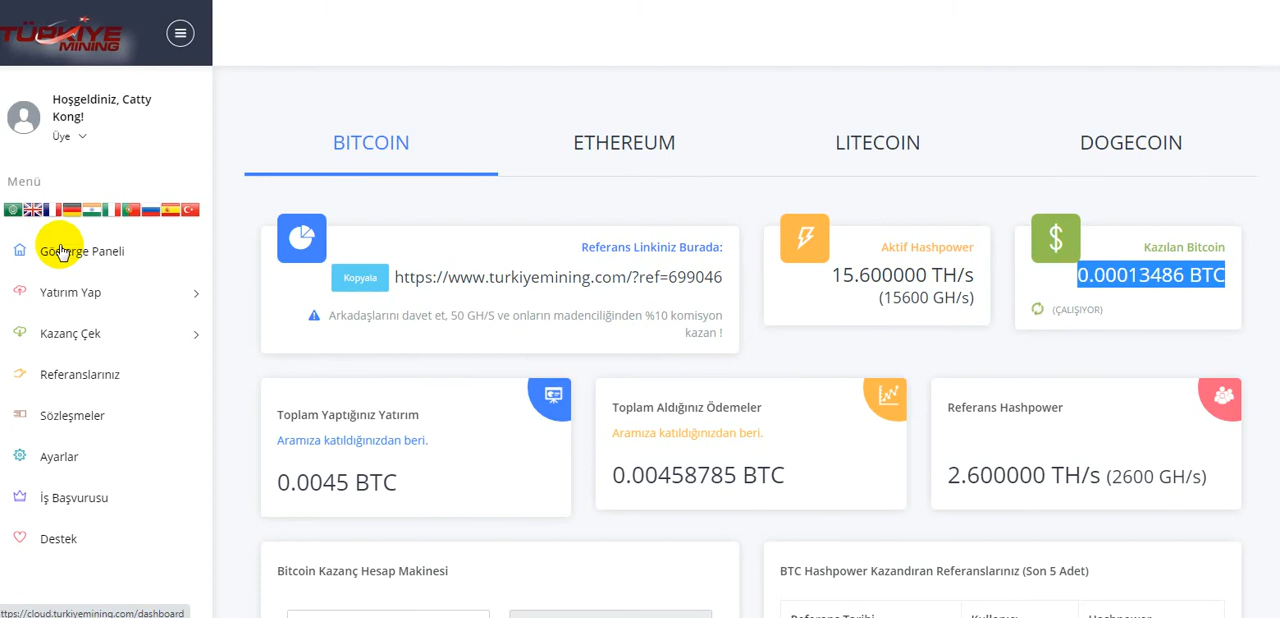 TÜRKİYE
MINING
Hoşgeldiniz, Catty
Kong!
Üye
Menü
Gösterge Paneli
Yatırım Yap
Kazanç Çek
Referanslarınız
Sözleşmeler
Ayarlar
İş Başvurusu
Destek
ttps://cloud.turkiyemining.com/dashboard
BITCOIN
ETHEREUM
LITECOIN
DOGECOIN
Referans Linkiniz Burada:
Kopyala https://www.turkiyemining.com/?ref=699046
Arkadaşlarını davet et, 50 GH/S ve onların madenciliğinden %10 komisyon
kazan !
Aktif Hashpower
15.600000 TH/s
(15600 GH/s)
Kazılan Bitcoin
0.00013486 BTC
(ÇALIŞIYOR)
Toplam Yaptığınız Yatırım
Aramıza katıldığınızdan beri.
0.0045 BTC
Toplam Aldığınız Ödemeler
Aramıza katıldığınızdan beri.
0.00458785 BTC
Referans Hashpower
2.600000 TH/s (2600 GH/s)
Bitcoin Kazanç Hesap Makinesi
BTC Hashpower Kazandıran Referanslarınız (Son 5 Adet)
Referans Tarihi
Kullanıcı
Hashpower